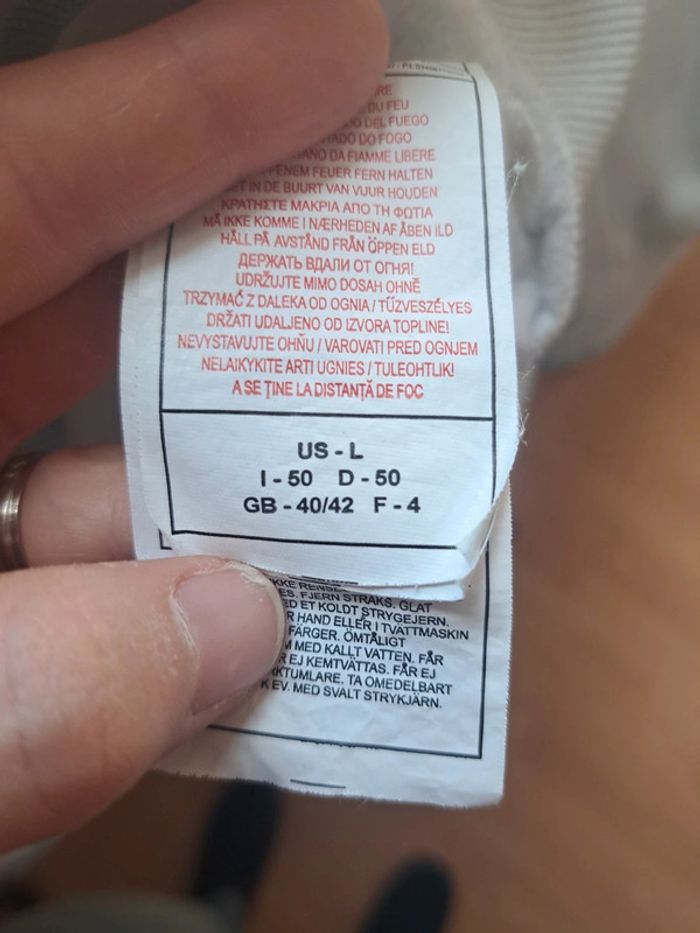 DU FEU
DEL FUEGO
DO FOGO
DA FIAMME LIBERE
FEUER FERN HALTEN
IN DE BUURT VAN VUUR HOUDEN
ΚΡΑΤΗΣΤΕ ΜΑΚΡΙΑ ΑΠΟ ΤΗ ΦΩΤΙΑ
MÅ IKKE KOMME I NÆRHEDEN AF ÅBEN ILD
HÅLL PÅ AVSTÅND FRÅN ÖPPEN ELD
ДЕРЖАТЬ ВДАЛИ ОТ ОГНЯ!
UDRŽUJTE MIMO DOSAH OHNĚ
TRZYMAĆ Z DALEKA OD OGNIA / TŰZVESZÉLYES
DRŽATI UDALJENO OD IZVORA TOPLINE!
NEVYSTAVUJTE OHŇU / VAROVATI PRED OGNJEM
NELAIKYKITE ARTI UGNIES / TULEOHTLIK!
A SE ŢINE LA DISTANŢĂ DE FOC
US - L
I - 50 D - 50
GB - 40/42 F - 4
FJERN STRAKS. GLAT
ET KOLDT STRYGEJERN.
HAND ELLER I TVÄTTMASKIN
FÄRGER. ÖMTÅLIGT
MED KALLT VATTEN. FÅR
EJ KEMTVÄTTAS. FÅR EJ
TA OMEDELBART
EV. MED SVALT STRYKJÄRN.